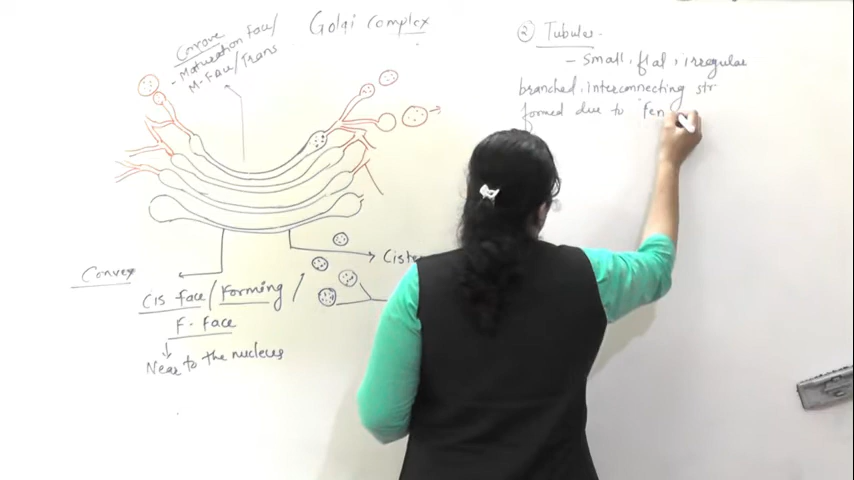 Golgi Complex
Concave
- Maturation Face/
M-Face/Trans
Cister
Convex
Cis face/Forming
F-Face
Near to the nucleus
② Tubules.
- Small, flat, irregular
branched, interconnecting str
formed due to "Fen